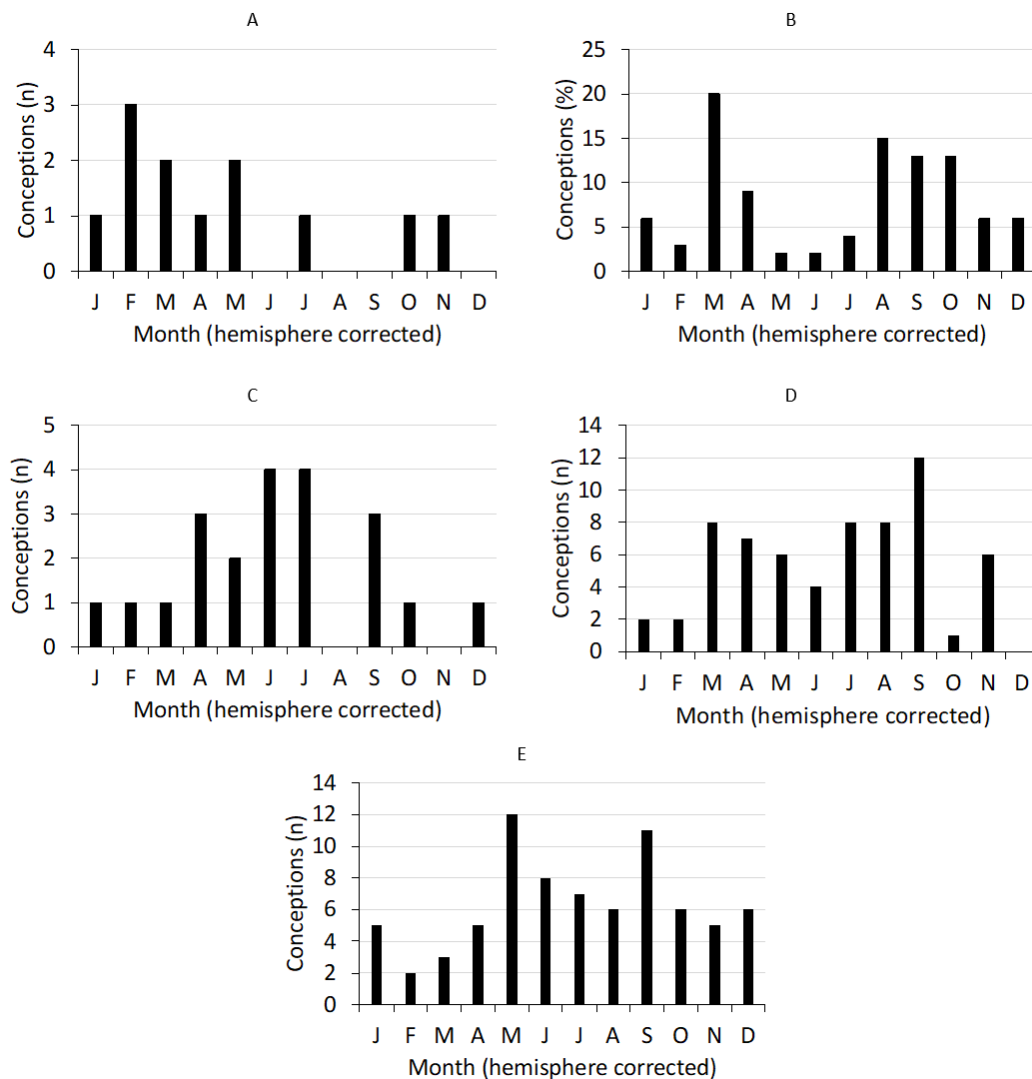 A
Conceptions (n)
4
3
2
1
0
J F M A M J J A S O N D
Month (hemisphere corrected)
B
Conceptions (%)
25
20
15
10
5
0
J F M A M J J A S O N D
Month (hemisphere corrected)
C
Conceptions (n)
5
4
3
2
1
0
J F M A M J J A S O N D
Month (hemisphere corrected)
D
Conceptions (n)
14
12
10
8
6
4
2
0
J F M A M J J A S O N D
Month (hemisphere corrected)
E
Conceptions (n)
14
12
10
8
6
4
2
0
J F M A M J J A S O N D
Month (hemisphere corrected)